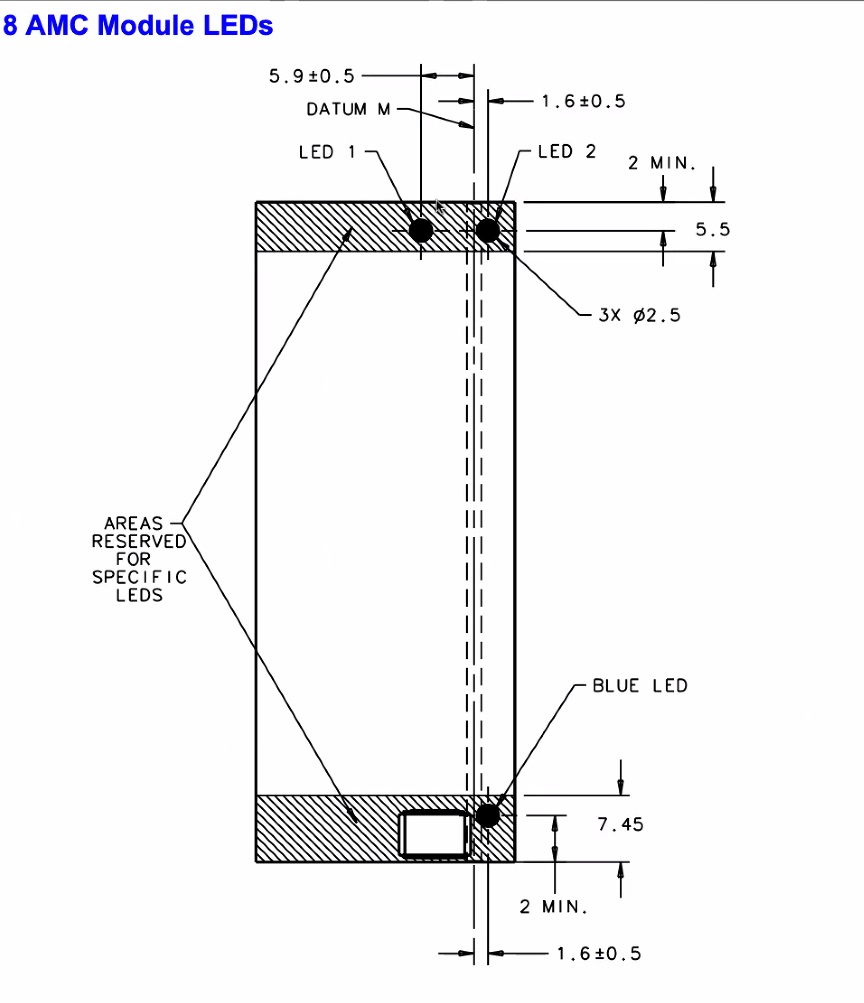 8 AMC Module LEDs
5.9±0.5
1.6±0.5
DATUM M
LED 1
LED 2
2 MIN.
5.5
3X Ø2.5
AREAS
RESERVED
FOR
SPECIFIC
LEDS
BLUE LED
7.45
2 MIN.
1.6±0.5